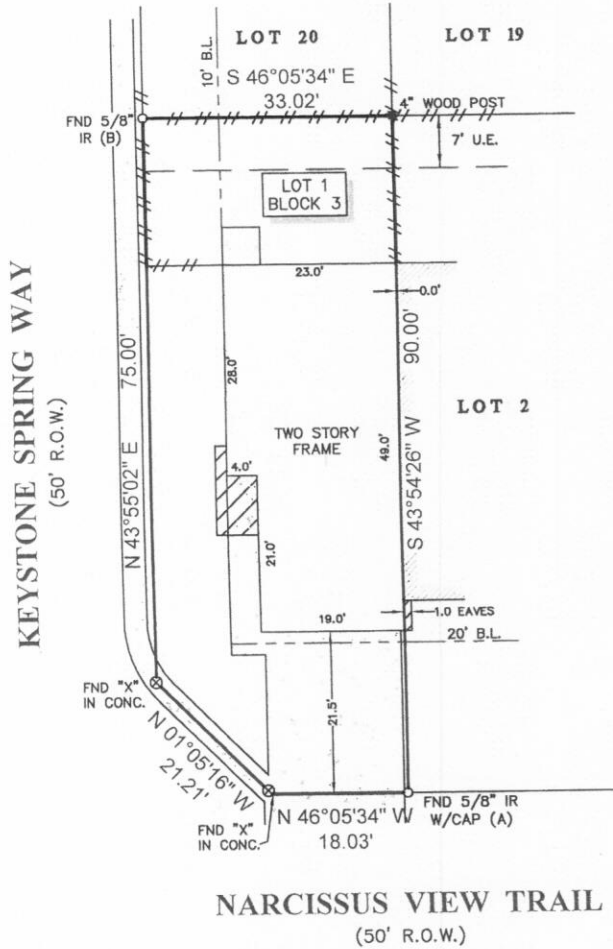 LOT 20
LOT 19
10' B.L.
S 46°05'34" E
33.02'
FND 5/8"
IR (B)
4" WOOD POST
7' U.E.
LOT 1
BLOCK 3
23.0'
0.0'
KEYSTONE SPRING WAY
(50' R.O.W.)
N 43°55'02" E 75.00'
28.0'
S 43°54'26" W 90.00'
LOT 2
TWO STORY
FRAME
49.0'
4.0'
21.0'
1.0 EAVES
19.0'
20' B.L.
21.5'
FND "X"
IN CONC.
N 01°05'16" W
21.21'
FND "X"
IN CONC.
N 46°05'34" W
18.03'
FND 5/8" IR
W/CAP (A)
NARCISSUS VIEW TRAIL
(50' R.O.W.)